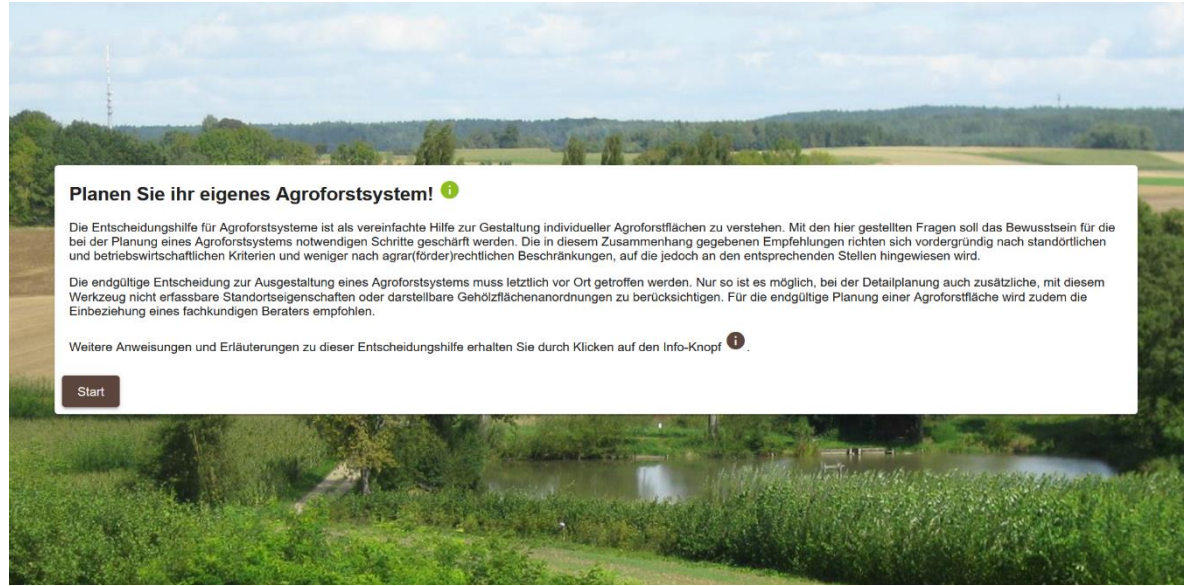 Planen Sie ihr eigenes Agroforstsystem!
Die Entscheidungshilfe für Agroforstsysteme ist als vereinfachte Hilfe zur Gestaltung individueller Agroforstflächen zu verstehen. Mit den hier gestellten Fragen soll das Bewusstsein für die
bei der Planung eines Agroforstsystems notwendigen Schritte geschärft werden. Die in diesem Zusammenhang gegebenen Empfehlungen richten sich vordergründig nach standörtlichen
und betriebswirtschaftlichen Kriterien und weniger nach agrar(förder)rechtlichen Beschränkungen, auf die jedoch an den entsprechenden Stellen hingewiesen wird.
Die endgültige Entscheidung zur Ausgestaltung eines Agroforstsystems muss letztlich vor Ort getroffen werden. Nur so ist es möglich, bei der Detailplanung auch zusätzliche, mit diesem
Werkzeug nicht erfassbare Standortseigenschaften oder darstellbare Gehölzflächenanordnungen zu berücksichtigen. Für die endgültige Planung einer Agroforstfläche wird zudem die
Einbeziehung eines fachkundigen Beraters empfohlen.
Weitere Anweisungen und Erläuterungen zu dieser Entscheidungshilfe erhalten Sie durch Klicken auf den Info-Knopf .
Start